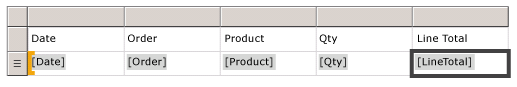 Date Order Product Qty Line Total
[Date] [Order] [Product] [Qty] [LineTotal]